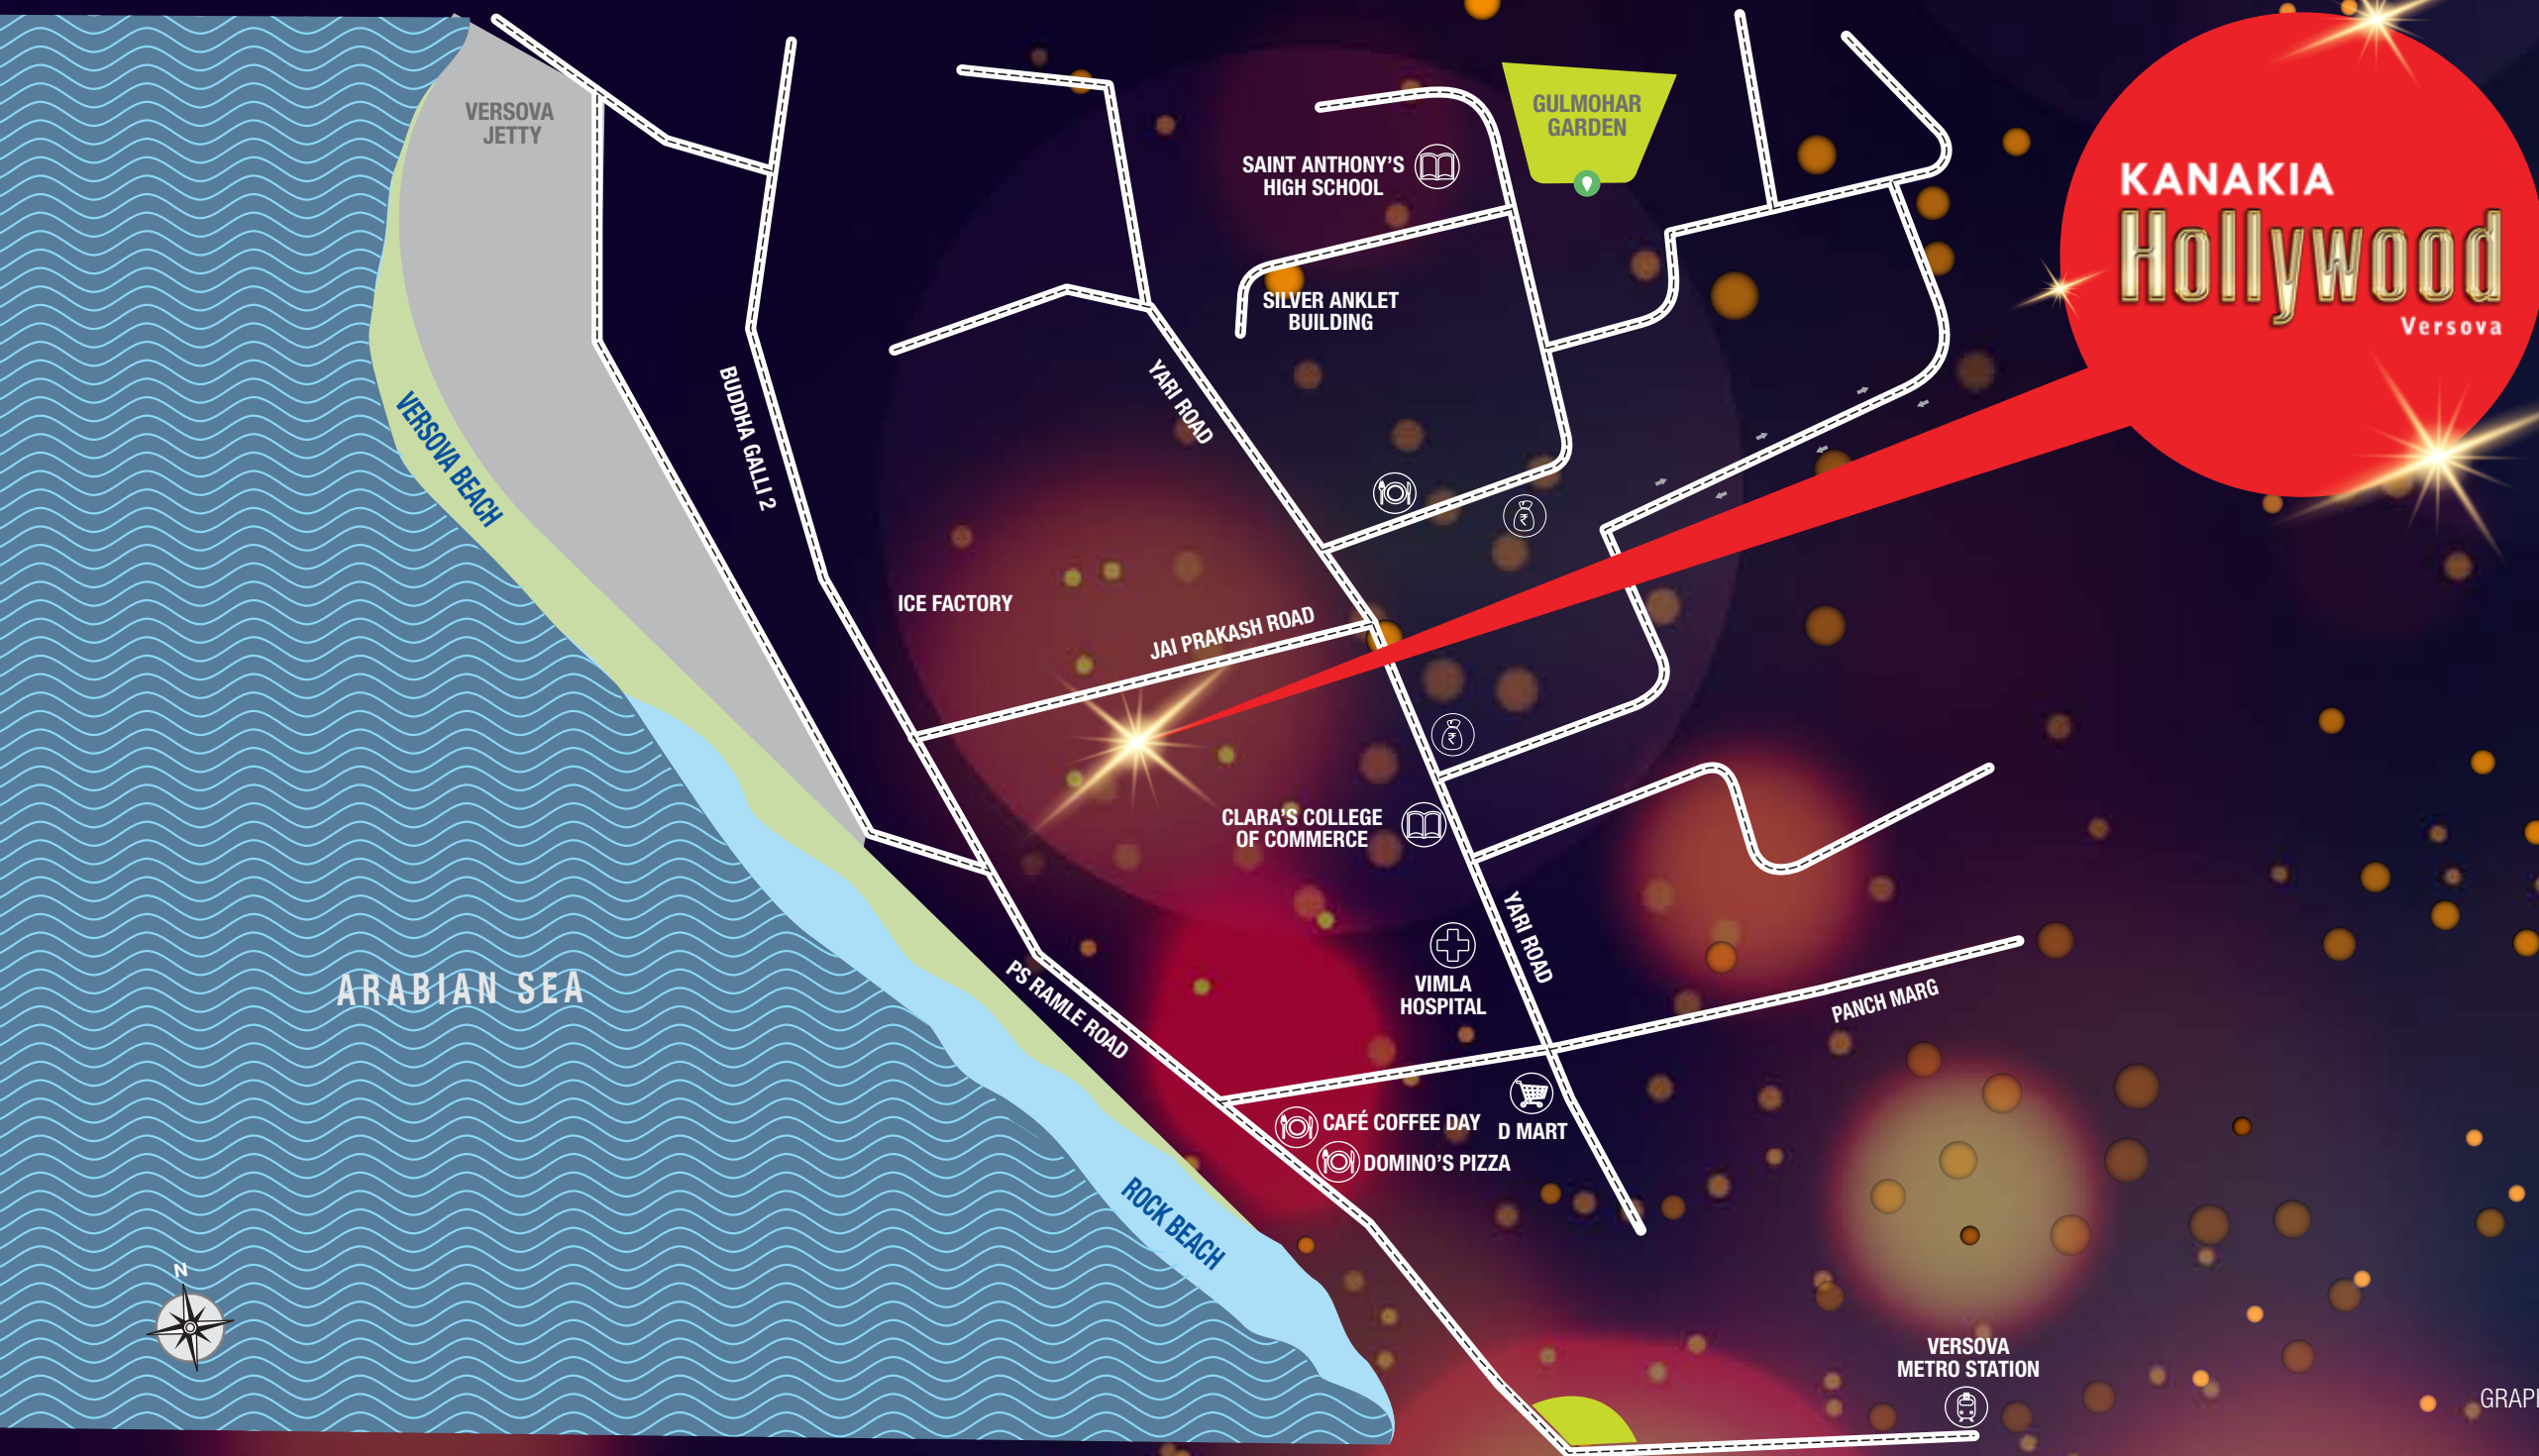 VERSOVA
JETTY
GULMOHAR
GARDEN
SAINT ANTHONY'S
HIGH SCHOOL
KANAKIA
Hollywood
Versova
SILVER ANKLET
BUILDING
YARI ROAD
BUDDHA GALLI 2
VERSOVA BEACH
ICE FACTORY
JAI PRAKASH ROAD
₹
₹
CLARA'S COLLEGE
OF COMMERCE
YARI ROAD
VIMLA
HOSPITAL
PANCH MARG
ARABIAN SEA
PS RAMLE ROAD
CAFÉ COFFEE DAY
D MART
DOMINO'S PIZZA
ROCK BEACH
N
VERSOVA
METRO STATION